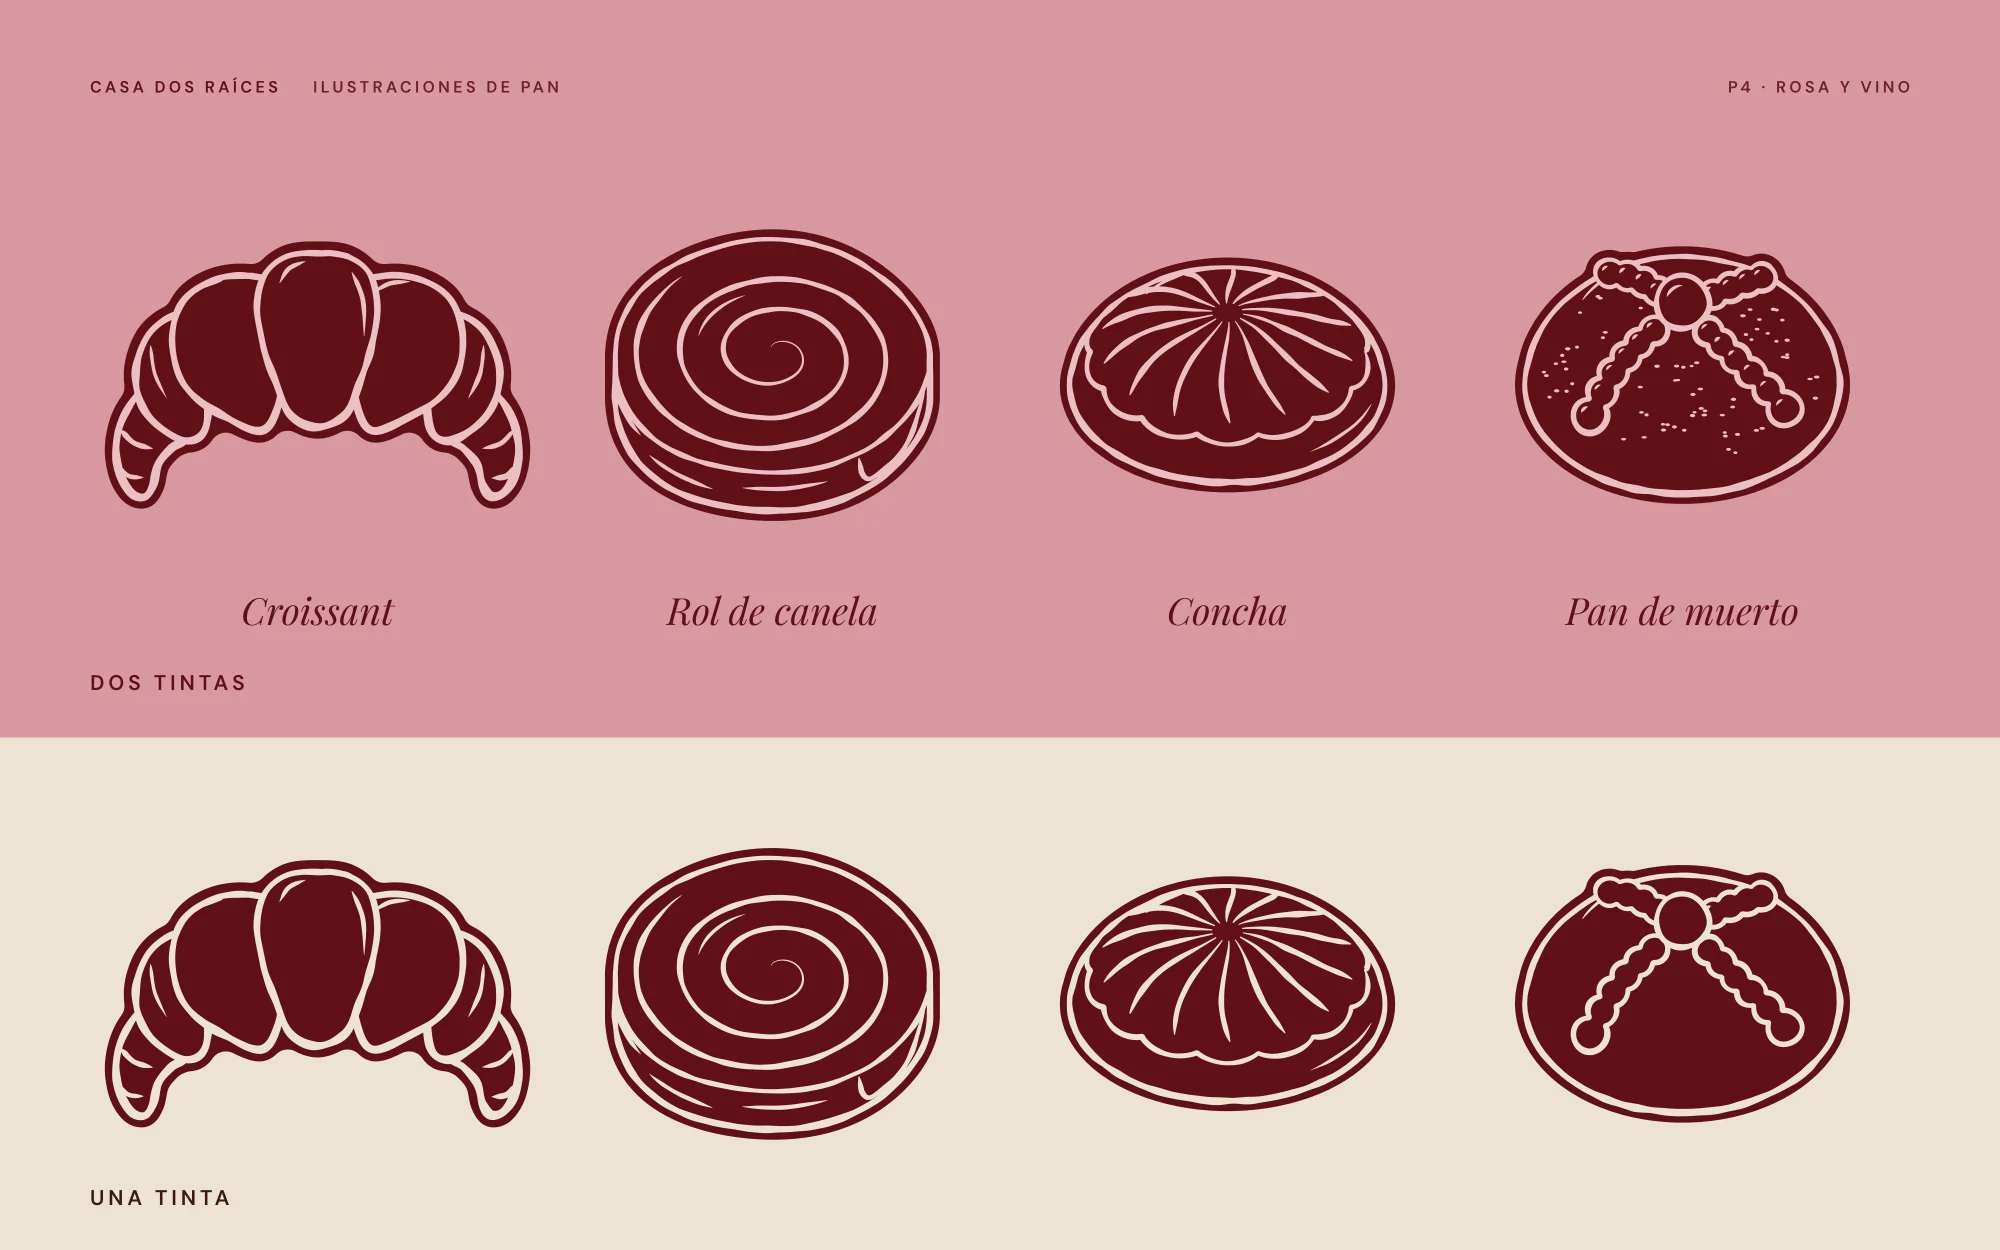 CASA DOS RAÍCES ILUSTRACIONES DE PAN P4 · ROSA Y VINO
Croissant Rol de canela Concha Pan de muerto
DOS TINTAS
UNA TINTA